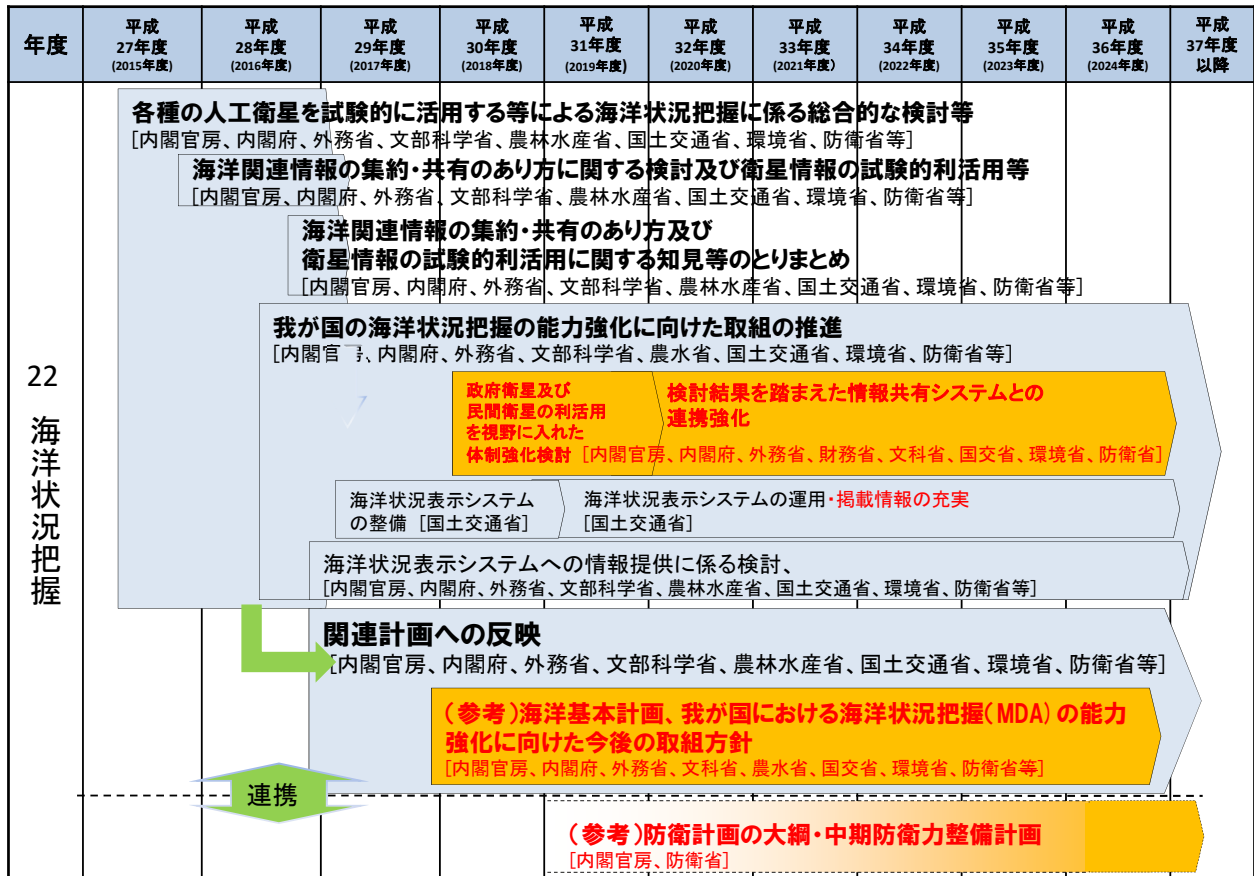 年度
平成
27年度
(2015年度)
平成
28年度
(2016年度)
平成
29年度
(2017年度)
平成
30年度
(2018年度)
平成
31年度
(2019年度)
平成
32年度
(2020年度)
平成
33年度
(2021年度)
平成
34年度
(2022年度)
平成
35年度
(2023年度)
平成
36年度
(2024年度)
平成
37年度
以降
22 海洋状況把握
各種の人工衛星を試験的に活用する等による海洋状況把握に係る総合的な検討等
[内閣官房、内閣府、外務省、文部科学省、農林水産省、国土交通省、環境省、防衛省等]
海洋関連情報の集約・共有のあり方に関する検討及び衛星情報の試験的利活用等
[内閣官房、内閣府、外務省、文部科学省、農林水産省、国土交通省、環境省、防衛省等]
海洋関連情報の集約・共有のあり方及び
衛星情報の試験的利活用に関する知見等のとりまとめ
[内閣官房、内閣府、外務省、文部科学省、農林水産省、国土交通省、環境省、防衛省等]
我が国の海洋状況把握の能力強化に向けた取組の推進
[内閣官、内閣府、外務省、文部科学省、農水省、国土交通省、環境省、防衛省等]
政府衛星及び
民間衛星の利活用
を視野に入れた
体制強化検討
検討結果を踏まえた情報共有システムとの
連携強化
[内閣官房、内閣府、外務省、財務省、文科省、国交省、環境省、防衛省]
海洋状況表示システム
の整備 [国土交通省]
海洋状況表示システムの運用・掲載情報の充実
[国土交通省]
海洋状況表示システムへの情報提供に係る検討、
[内閣官房、内閣府、外務省、文部科学省、農林水産省、国土交通省、環境省、防衛省等]
関連計画への反映
[内閣官房、内閣府、外務省、文部科学省、農林水産省、国土交通省、環境省、防衛省等]
(参考)海洋基本計画、我が国における海洋状況把握(MDA)の能力
強化に向けた今後の取組方針
[内閣官房、内閣府、外務省、文科省、農水省、国交省、環境省、防衛省等]
連携
(参考)防衛計画の大綱・中期防衛力整備計画
[内閣官房、防衛省]